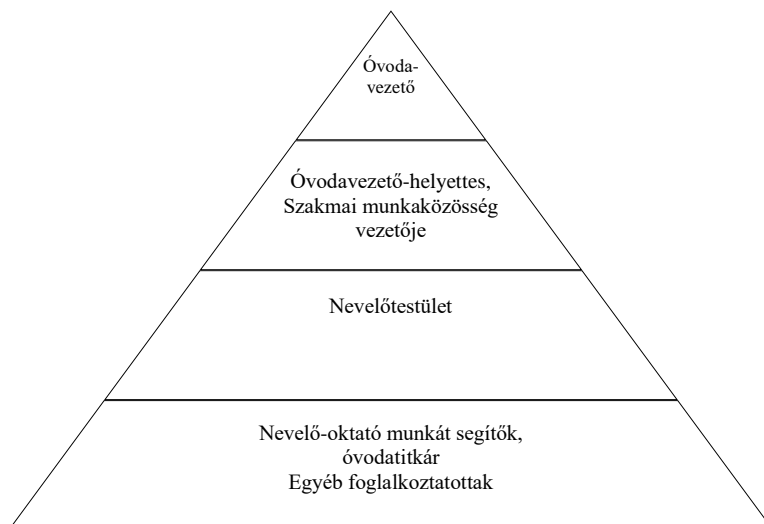 Óvoda-
vezető
Óvodavezető-helyettes,
Szakmai munkaközösség
vezetője
Nevelőtestület
Nevelő-oktató munkát segítők,
óvodatitkár
Egyéb foglalkoztatottak